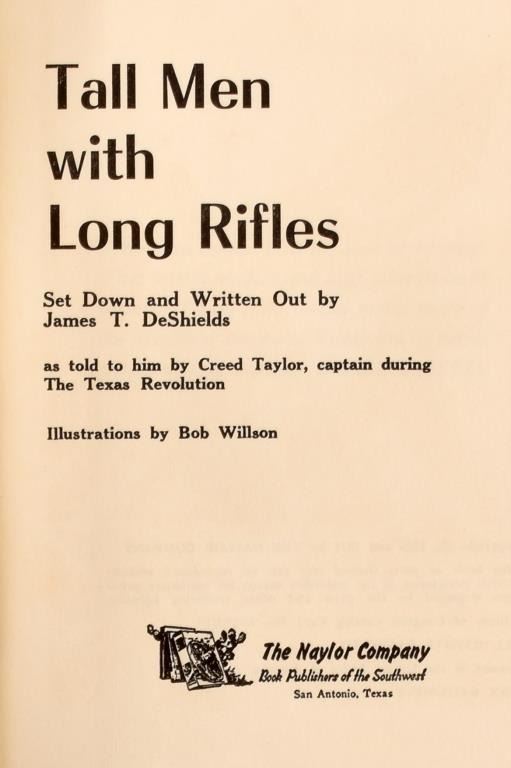 Tall Men
with
Long Rifles
Set Down and Written Out by
James T. DeShields
as told to him by Creed Taylor, captain during
The Texas Revolution
Illustrations by Bob Willson
The Naylor Company
Book Publishers of the Southwest
San Antonio, Texas